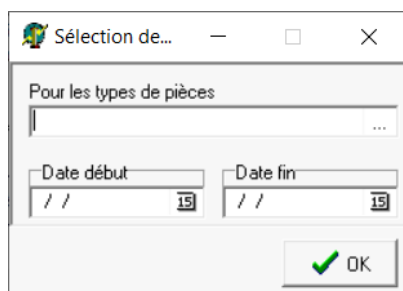 Sélection de...
Pour les types de pièces
...
Date début
Date fin
/ / 15
/ / 15
OK